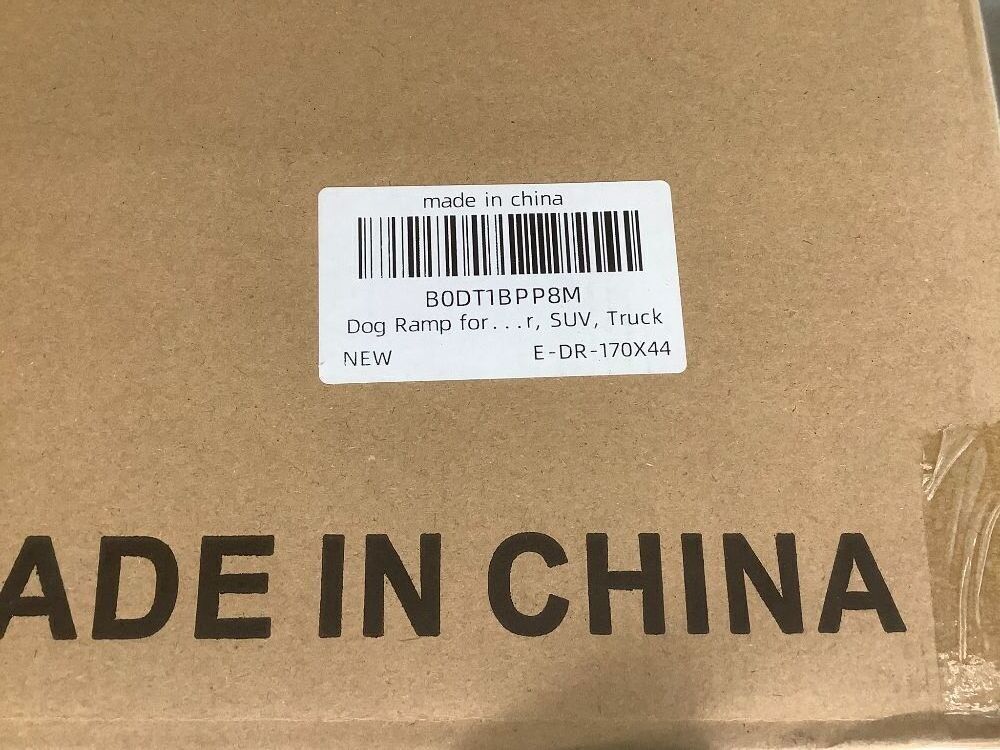 made in china
B0DT1BPP8M
Dog Ramp for...r, SUV, Truck
NEW E-DR-170X44
ADE IN CHINA